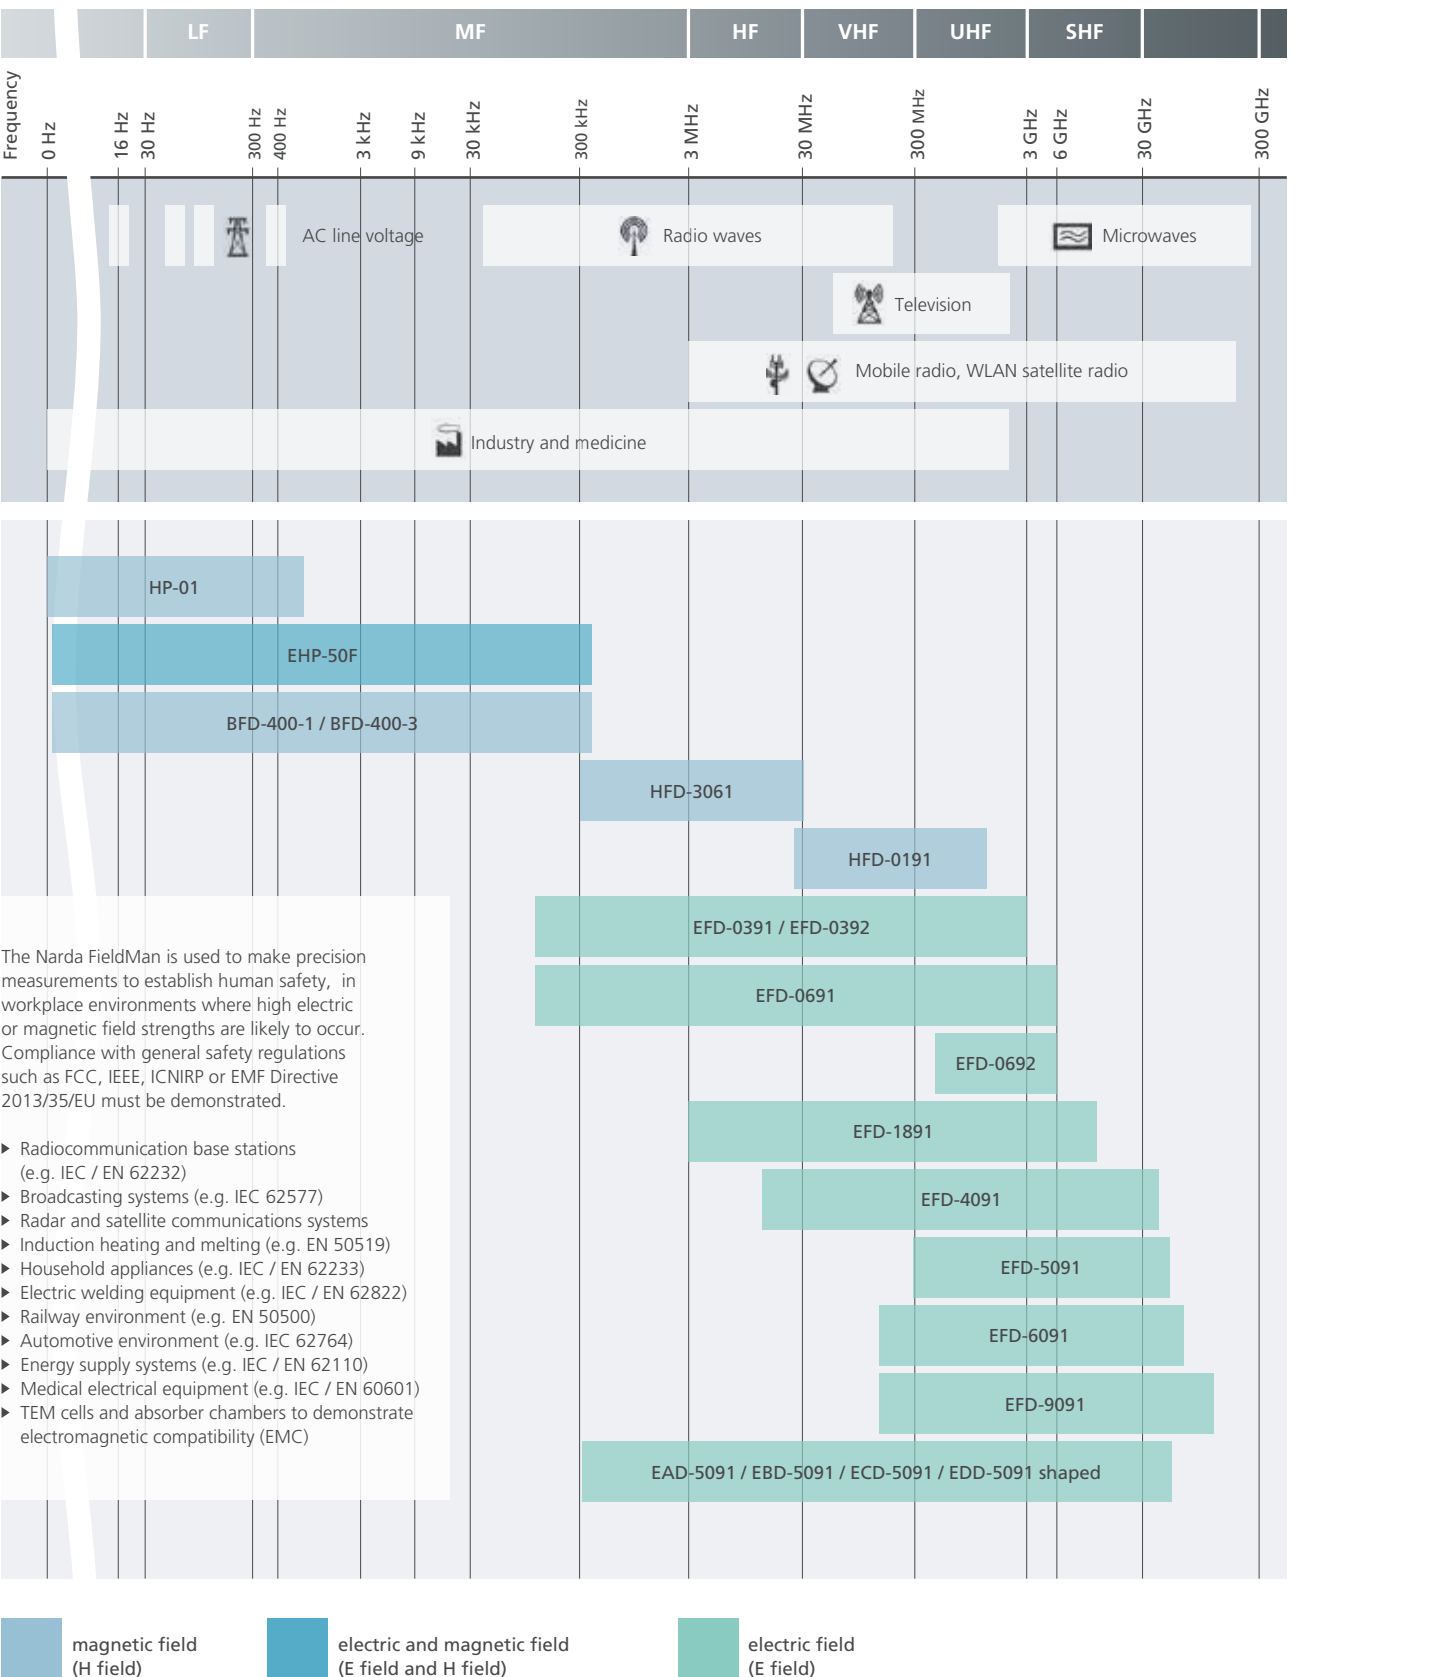 LF MF HF VHF UHF SHF
Frequency
0 Hz
16 Hz
30 Hz
300 Hz
400 Hz
3 kHz
9 kHz
30 kHz
300 kHz
3 MHz
30 MHz
300 MHz
3 GHz
6 GHz
30 GHz
300 GHz
AC line voltage
Radio waves
Microwaves
Television
Mobile radio, WLAN satellite radio
Industry and medicine
HP-01
EHP-50F
BFD-400-1 / BFD-400-3
HFD-3061
HFD-0191
EFD-0391 / EFD-0392
EFD-0691
EFD-0692
EFD-1891
EFD-4091
EFD-5091
EFD-6091
EFD-9091
EAD-5091 / EBD-5091 / ECD-5091 / EDD-5091 shaped
The Narda FieldMan is used to make precision
measurements to establish human safety, in
workplace environments where high electric
or magnetic field strengths are likely to occur.
Compliance with general safety regulations
such as FCC, IEEE, ICNIRP or EMF Directive
2013/35/EU must be demonstrated.
▶ Radiocommunication base stations
(e.g. IEC / EN 62232)
▶ Broadcasting systems (e.g. IEC 62577)
▶ Radar and satellite communications systems
▶ Induction heating and melting (e.g. EN 50519)
▶ Household appliances (e.g. IEC / EN 62233)
▶ Electric welding equipment (e.g. IEC / EN 62822)
▶ Railway environment (e.g. EN 50500)
▶ Automotive environment (e.g. IEC 62764)
▶ Energy supply systems (e.g. IEC / EN 62110)
▶ Medical electrical equipment (e.g. IEC / EN 60601)
▶ TEM cells and absorber chambers to demonstrate
electromagnetic compatibility (EMC)
magnetic field
(H field)
electric and magnetic field
(E field and H field)
electric field
(E field)